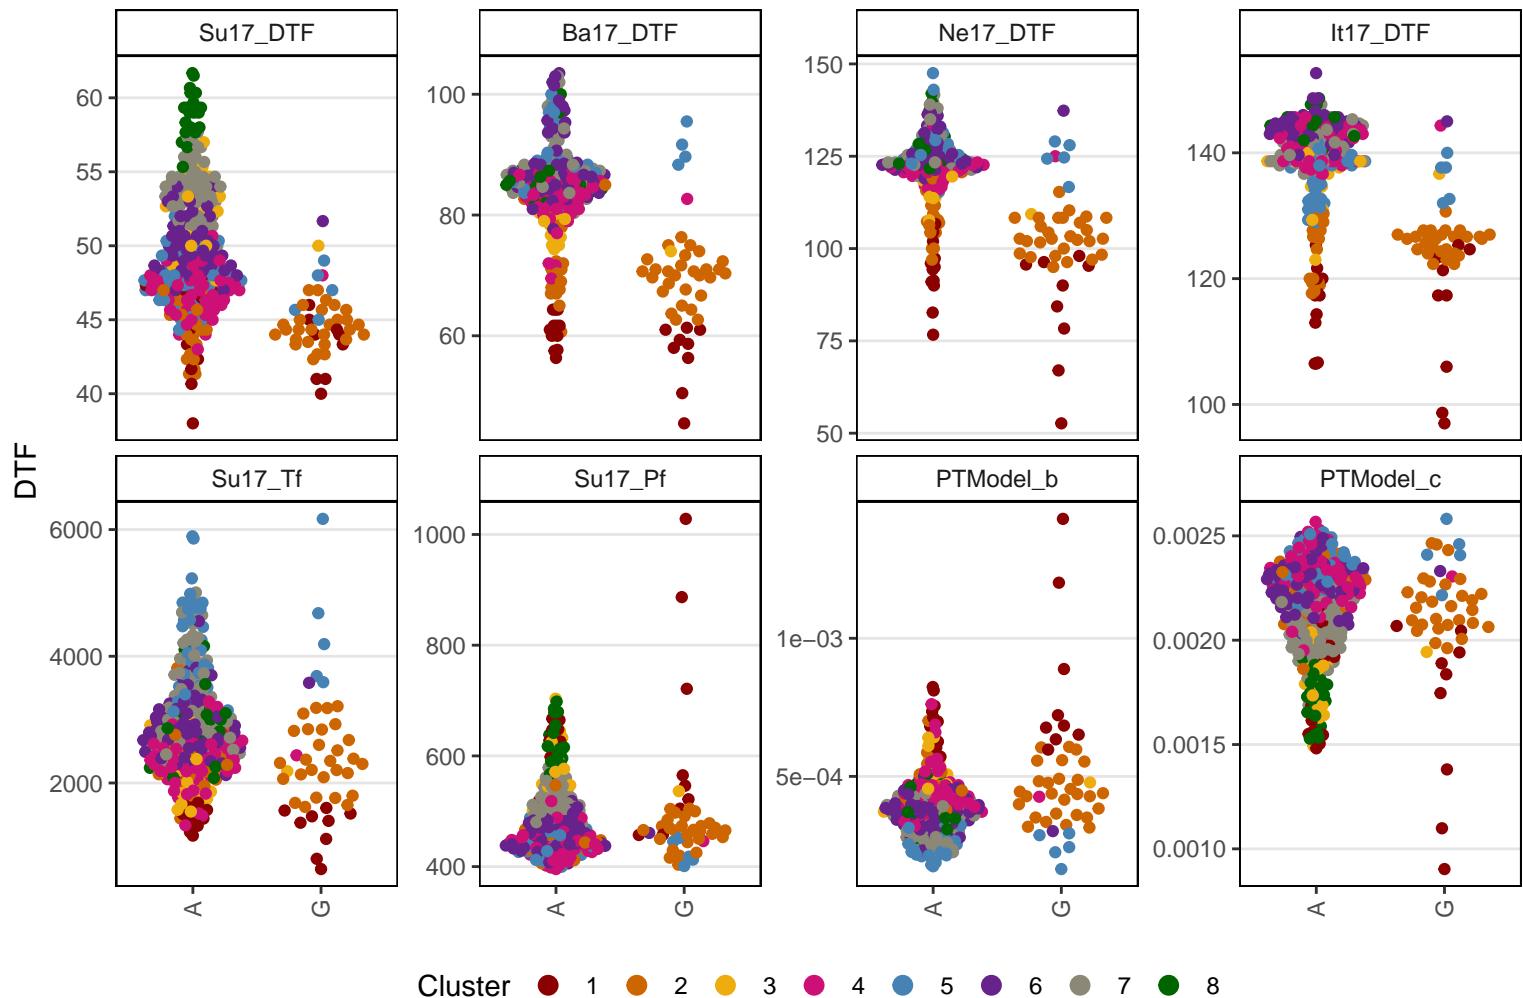 Su17_DTF
Ba17_DTF
Ne17_DTF
It17_DTF
60
55
50
45
40
100
80
60
150
125
100
75
50
140
120
100
DTF
Su17_Tf
Su17_Pf
PTModel_b
PTModel_c
6000
4000
2000
1000
800
600
400
1e−03
5e−04
0.0025
0.0020
0.0015
0.0010
A
G
A
G
A
G
A
G
Cluster 1 2 3 4 5 6 7 8